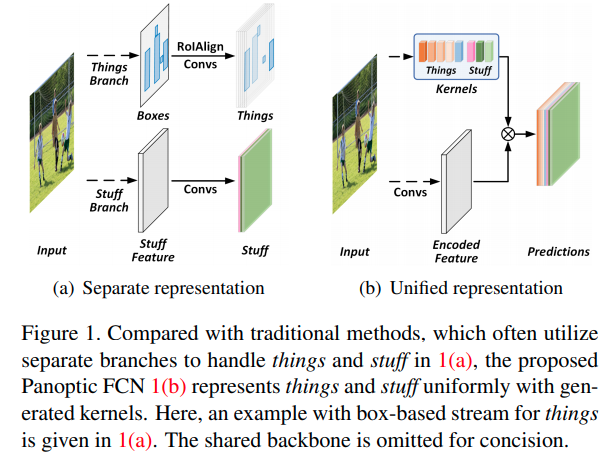 Things
Branch
Boxes
RoIAlign
Convs
Things
Stuff
Branch
Input
Stuff
Feature
Convs
Stuff
(a) Separate representation
Things Stuff
Kernels
Convs
Input
Encoded
Feature
Predictions
(b) Unified representation
Figure 1. Compared with traditional methods, which often utilize
separate branches to handle things and stuff in 1(a), the proposed
Panoptic FCN 1(b) represents things and stuff uniformly with gen-
erated kernels. Here, an example with box-based stream for things
is given in 1(a). The shared backbone is omitted for concision.